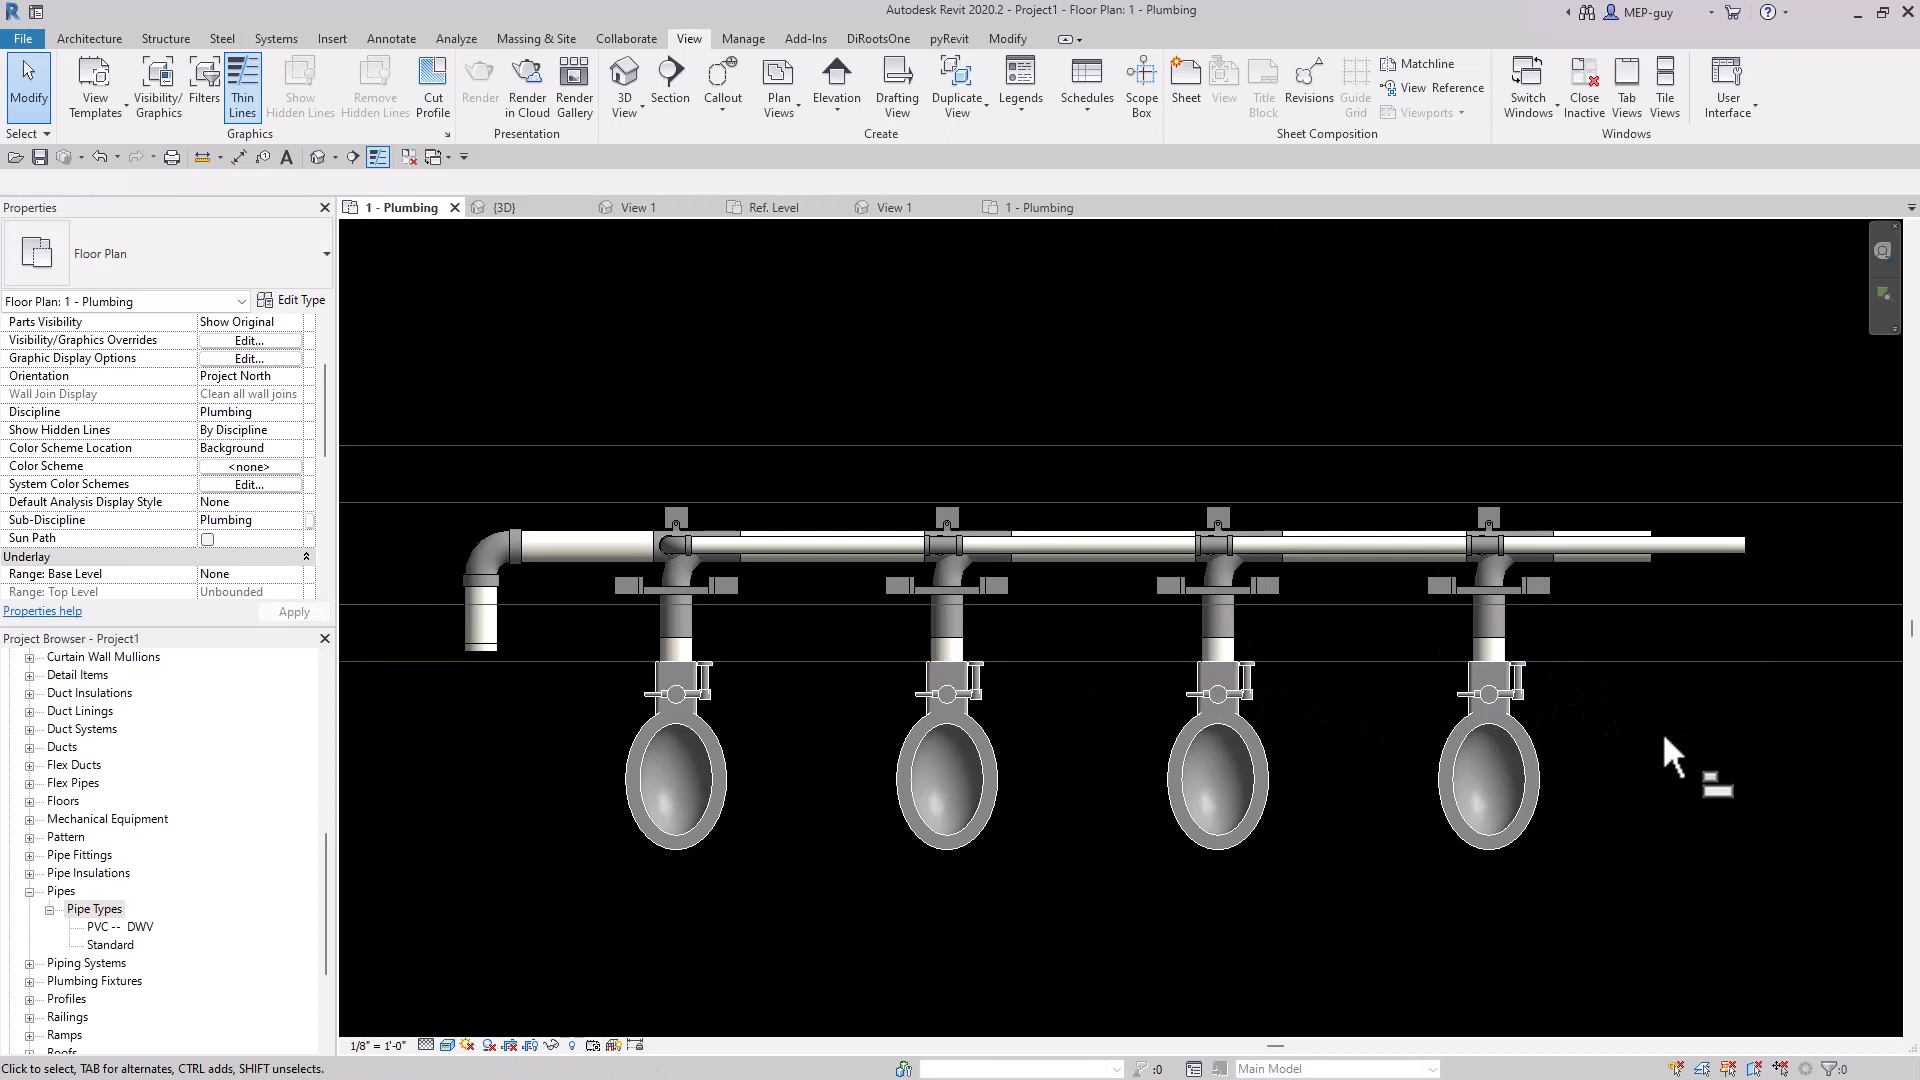 Autodesk Revit 2020.2 - Project1 - Floor Plan: 1 - Plumbing
MEP-guy
File Architecture Structure Steel Systems Insert Annotate Analyze Massing & Site Collaborate View Manage Add-Ins DiRootsOne pyRevit Modify
Modify
View Templates
Visibility/ Graphics
Filters
Thin Lines
Show Hidden Lines
Remove Hidden Lines
Cut Profile
Render
Render in Cloud
Render Gallery
3D View
Section
Callout
Plan Views
Elevation
Drafting View
Duplicate View
Legends
Schedules
Scope Box
Sheet
View
Title Block
Revisions
Guide Grid
Matchline
View Reference
Viewports
Switch Windows
Close Inactive
Tab Views
Tile Views
User Interface
Select Graphics Presentation Create Sheet Composition Windows
Properties
1 - Plumbing {3D} View 1 Ref. Level View 1 1 - Plumbing
Floor Plan
Floor Plan: 1 - Plumbing Edit Type
Parts Visibility Show Original
Visibility/Graphics Overrides Edit...
Graphic Display Options Edit...
Orientation Project North
Wall Join Display Clean all wall joins
Discipline Plumbing
Show Hidden Lines By Discipline
Color Scheme Location Background
Color Scheme <none>
System Color Schemes Edit...
Default Analysis Display Style None
Sub-Discipline Plumbing
Sun Path
Underlay
Range: Base Level None
Range: Top Level Unbounded
Properties help Apply
Project Browser - Project1
Curtain Wall Mullions
Detail Items
Duct Insulations
Duct Linings
Duct Systems
Ducts
Flex Ducts
Flex Pipes
Floors
Mechanical Equipment
Pattern
Pipe Fittings
Pipe Insulations
Pipes
Pipe Types
PVC -- DWV
Standard
Piping Systems
Plumbing Fixtures
Profiles
Railings
Ramps
Roofs
1/8" = 1'-0"
Click to select, TAB for alternates, CTRL adds, SHIFT unselects. :0 Main Model :0